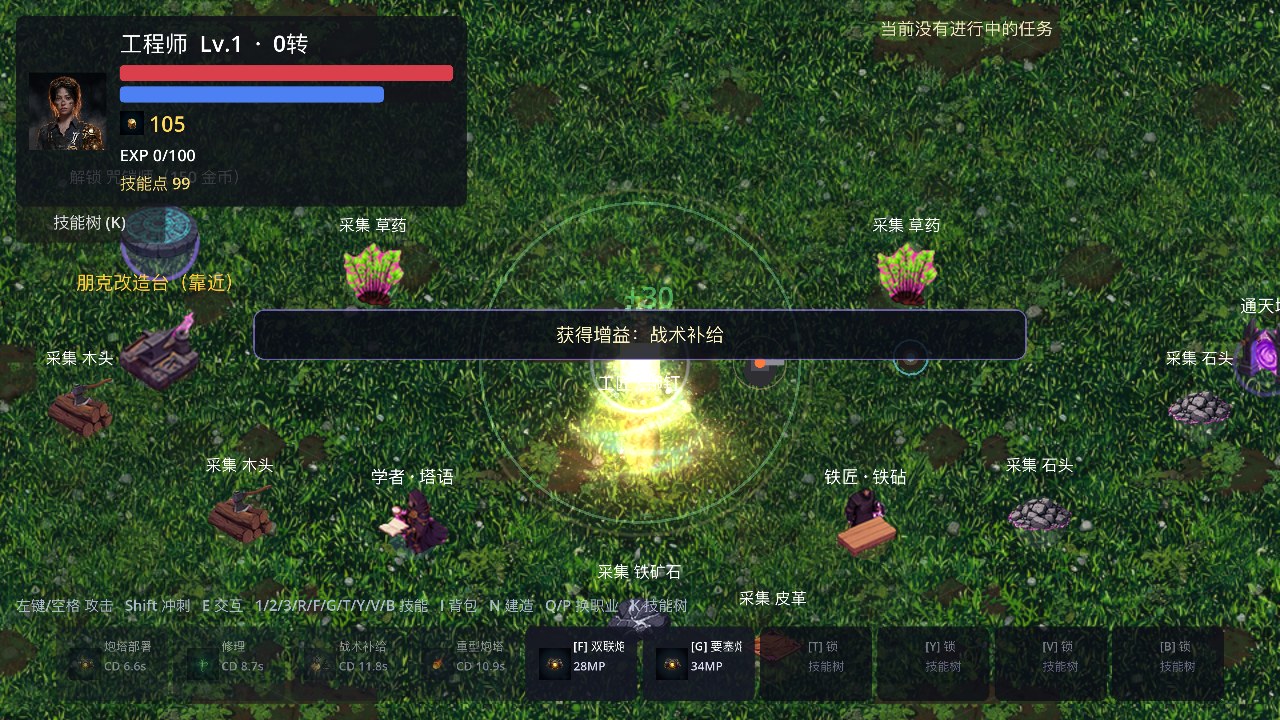 工程师 Lv.1 · 0转
当前没有进行中的任务
105
EXP 0/100
技能点 99
技能树 (K)
采集 草药
采集 草药
朋克改造台（靠近）
+30
获得增益：战术补给
采集 木头
采集 石头
采集 木头
学者·塔语
铁匠·铁砧
采集 石头
采集 铁矿石
采集 皮革
左键/空格 攻击 Shift 冲刺 E 交互 1/2/3/R/F/G/T/Y/V/B 技能 I 背包 N 建造 Q/P 换职业 K 技能树
炮塔部署
CD 6.6s
修理
CD 8.7s
战术补给
CD 11.8s
重型炮塔
CD 10.9s
[F] 双联炮
28MP
[G] 要塞炮
34MP
[T] 锁
技能树
[Y] 锁
技能树
[V] 锁
技能树
[B] 锁
技能树